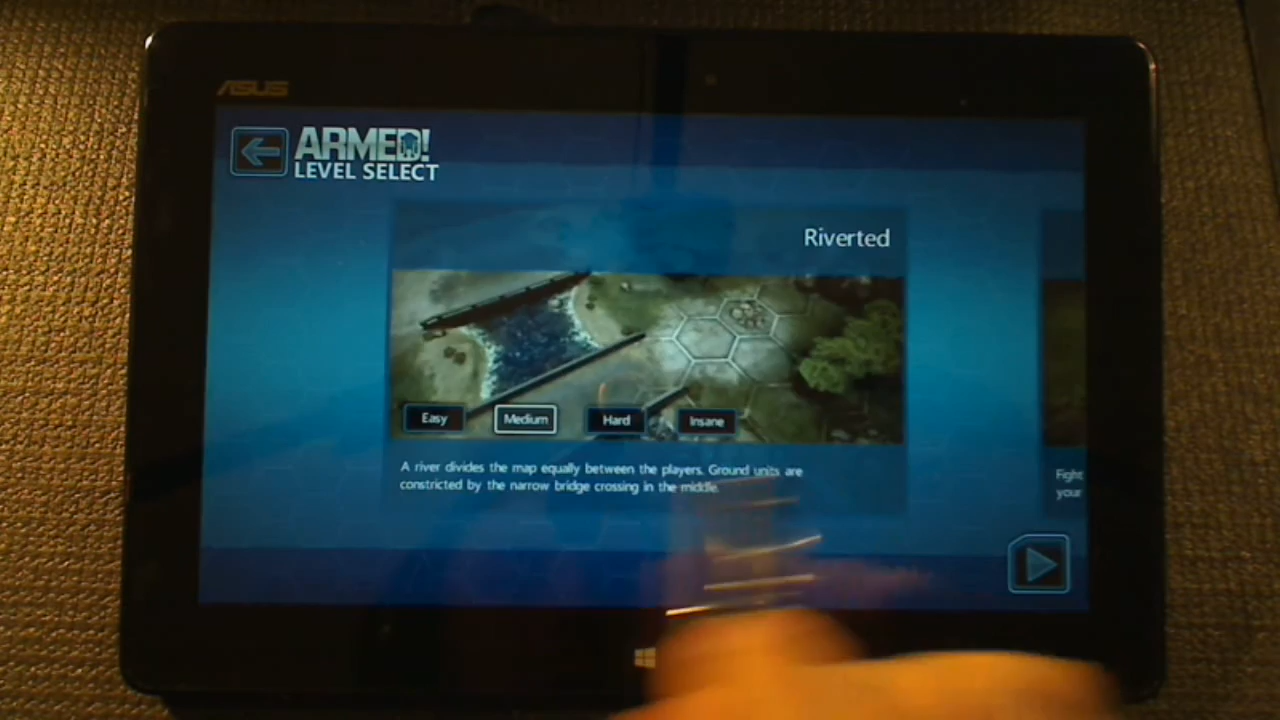 ASUS
ARMED!
LEVEL SELECT
Riverted
Easy
Medium
Hard
Insane
A river divides the map equally between the players. Ground units are
constricted by the narrow bridge crossing in the middle.
Fight
your